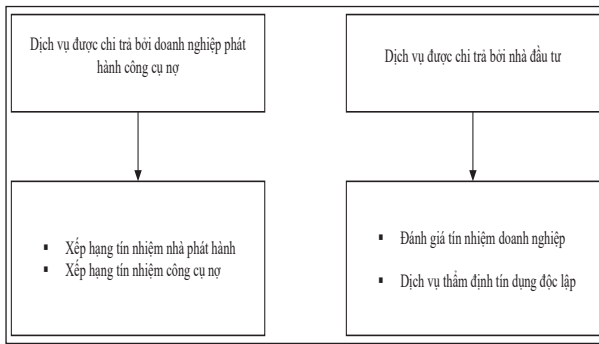 Dịch vụ được chi trả bởi doanh nghiệp phát
hành công cụ nợ
Dịch vụ được chi trả bởi nhà đầu tư
▪ Xếp hạng tín nhiệm nhà phát hành
▪ Xếp hạng tín nhiệm công cụ nợ
▪ Đánh giá tín nhiệm doanh nghiệp
▪ Dịch vụ thẩm định tín dụng độc lập